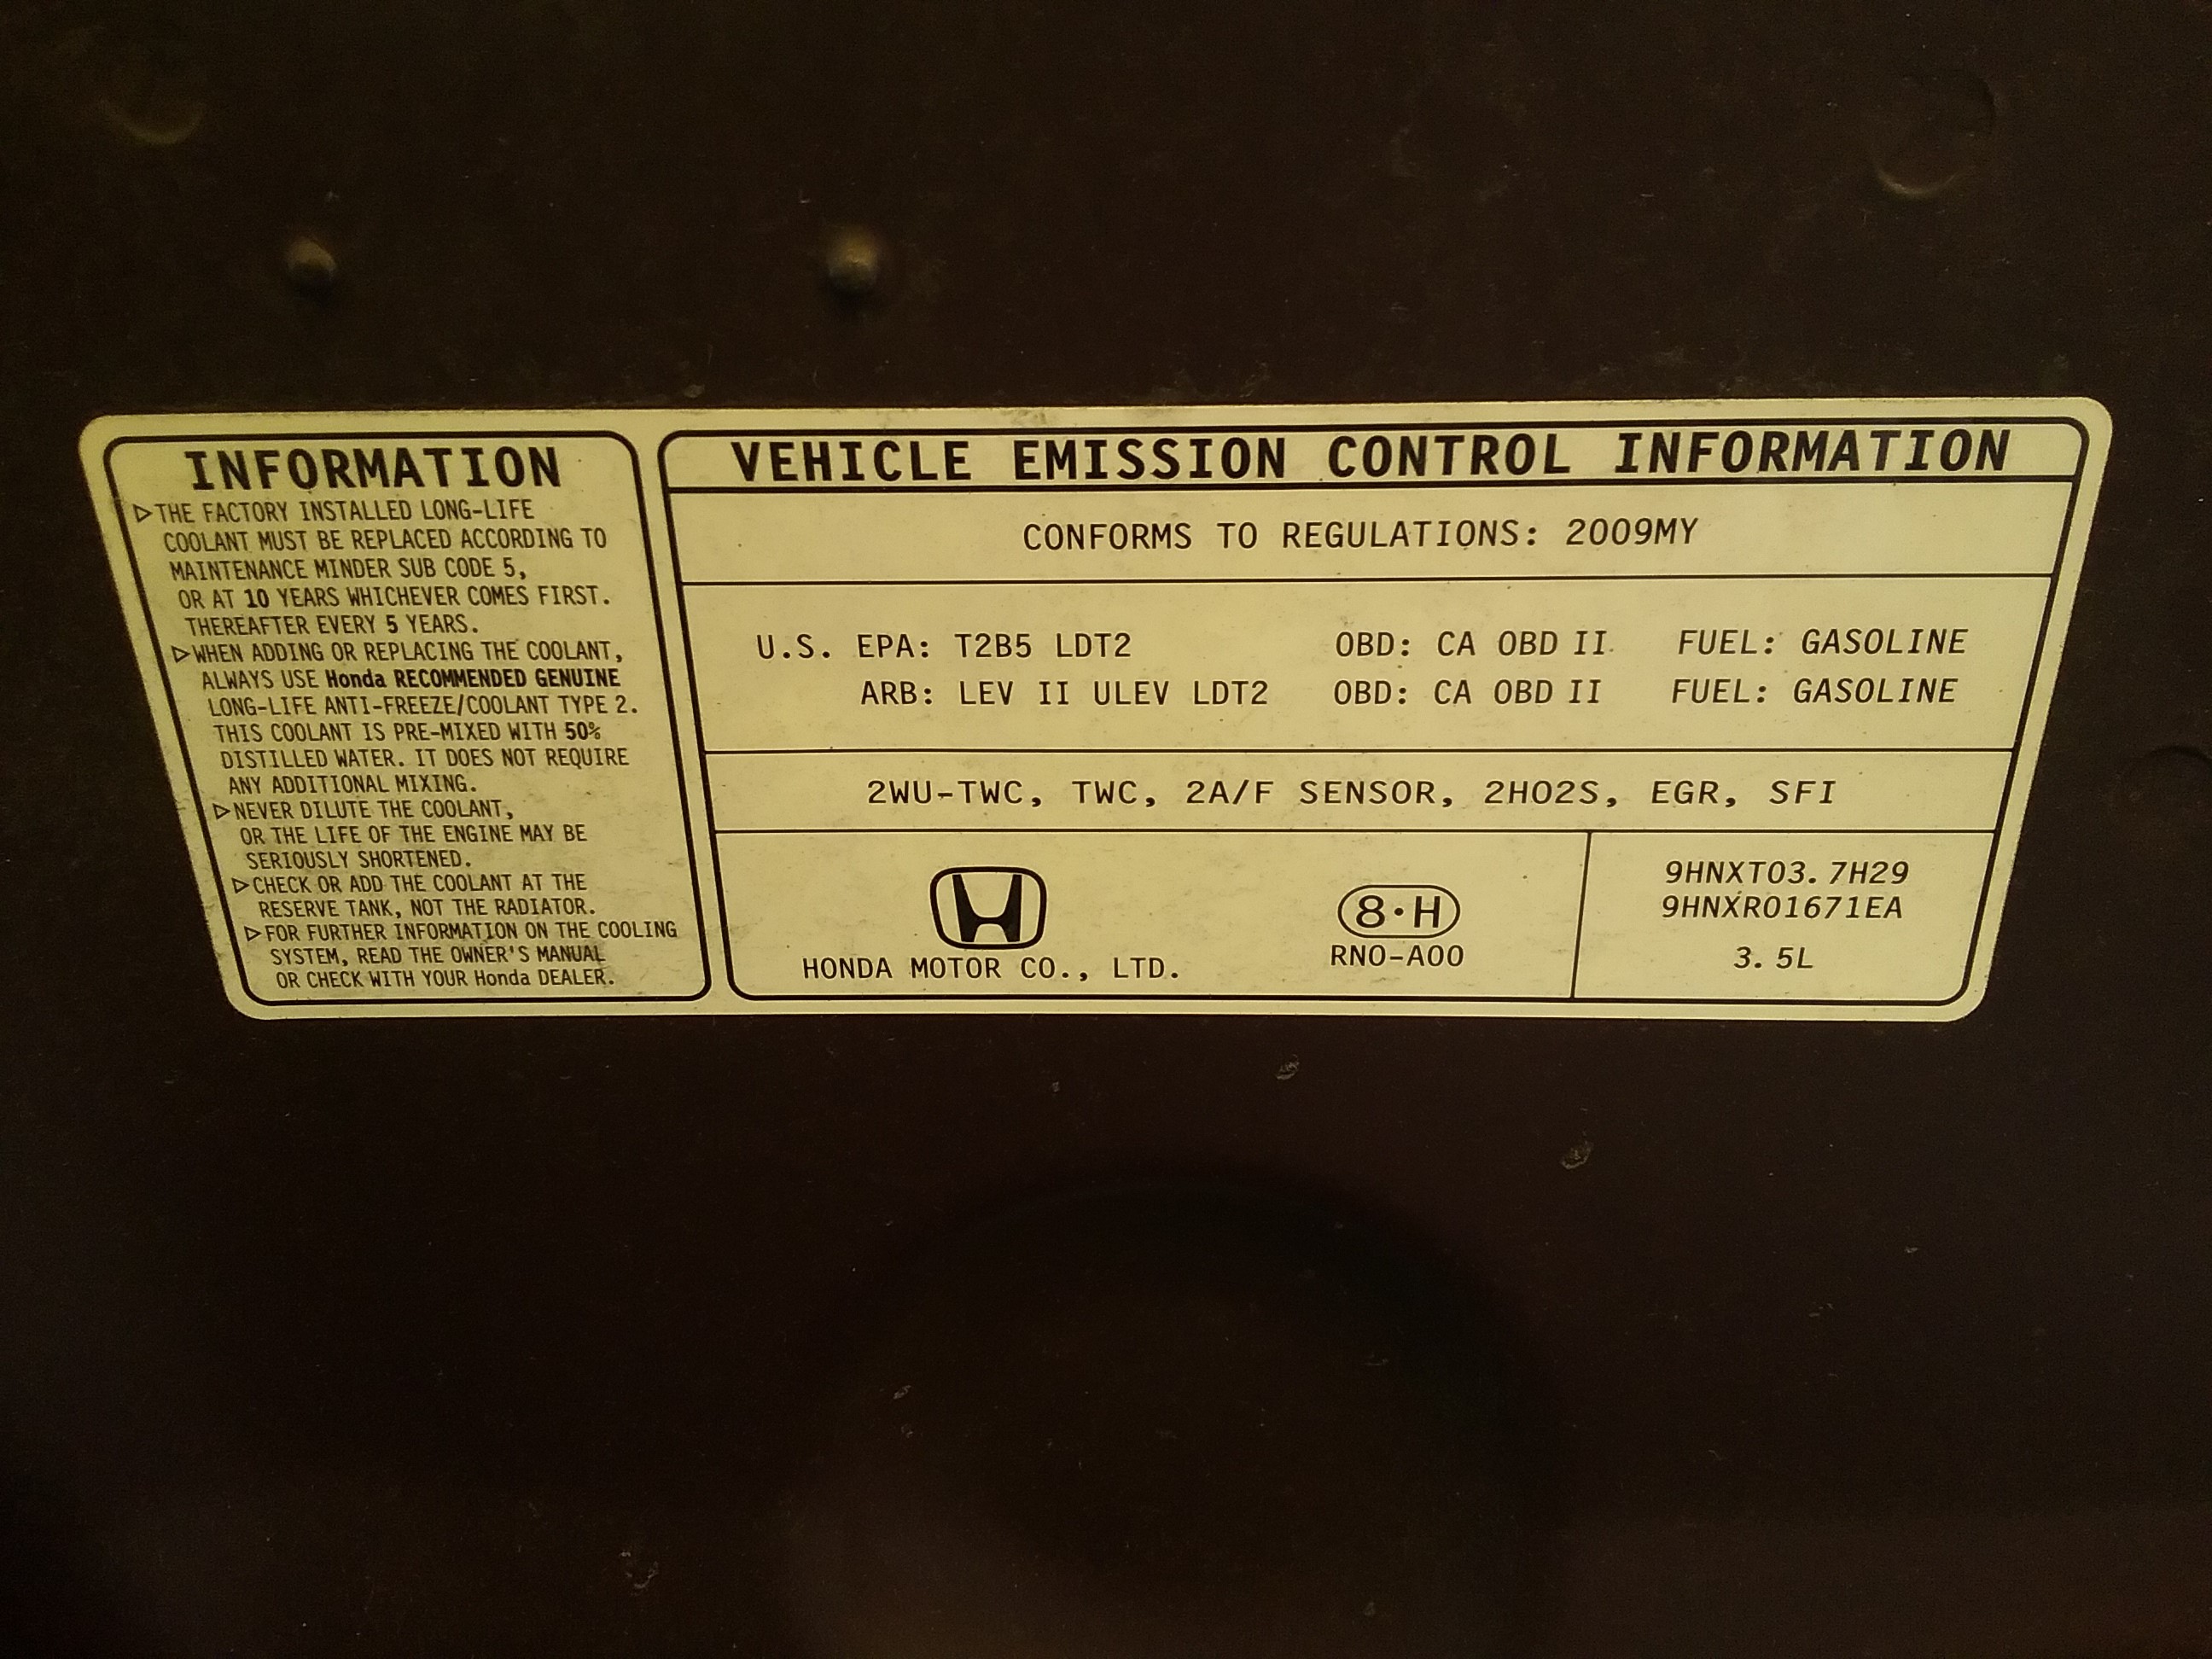 INFORMATION
▷THE FACTORY INSTALLED LONG-LIFE
COOLANT MUST BE REPLACED ACCORDING TO
MAINTENANCE MINDER SUB CODE 5,
OR AT 10 YEARS WHICHEVER COMES FIRST.
THEREAFTER EVERY 5 YEARS.
▷WHEN ADDING OR REPLACING THE COOLANT,
ALWAYS USE Honda RECOMMENDED GENUINE
LONG-LIFE ANTI-FREEZE/COOLANT TYPE 2.
THIS COOLANT IS PRE-MIXED WITH 50%
DISTILLED WATER. IT DOES NOT REQUIRE
ANY ADDITIONAL MIXING.
▷NEVER DILUTE THE COOLANT,
OR THE LIFE OF THE ENGINE MAY BE
SERIOUSLY SHORTENED.
▷CHECK OR ADD THE COOLANT AT THE
RESERVE TANK, NOT THE RADIATOR.
▷FOR FURTHER INFORMATION ON THE COOLING
SYSTEM, READ THE OWNER'S MANUAL
OR CHECK WITH YOUR Honda DEALER.
VEHICLE EMISSION CONTROL INFORMATION
CONFORMS TO REGULATIONS: 2009MY
U.S. EPA: T2B5 LDT2 OBD: CA OBD II FUEL: GASOLINE
ARB: LEV II ULEV LDT2 OBD: CA OBD II FUEL: GASOLINE
2WU-TWC, TWC, 2A/F SENSOR, 2HO2S, EGR, SFI
HONDA MOTOR CO., LTD.
8·H
RN0-A00
9HNXT03.7H29
9HNXR01671EA
3.5L